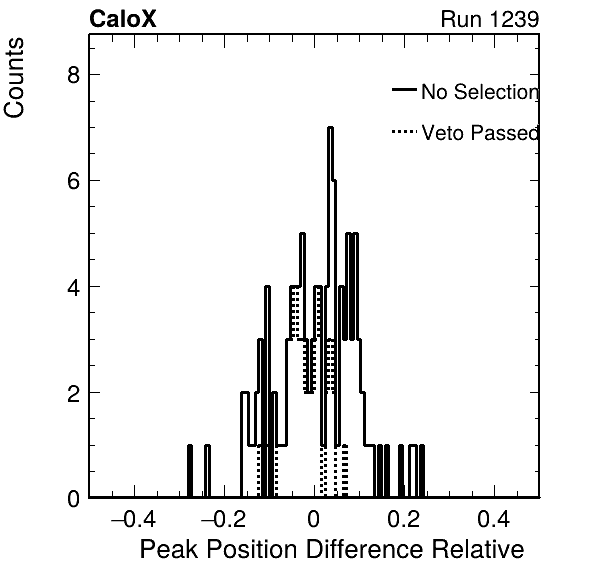 CaloX Run 1239
Counts
8
6
4
2
0
No Selection
Veto Passed
−0.4 −0.2 0 0.2 0.4
Peak Position Difference Relative